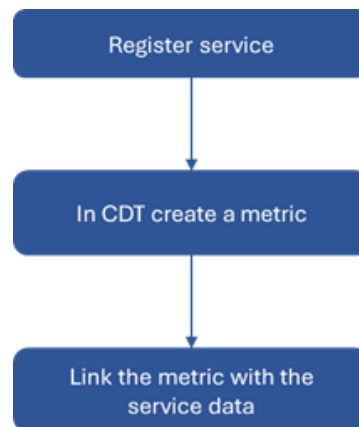 Register service
In CDT create a metric
Link the metric with the
service data